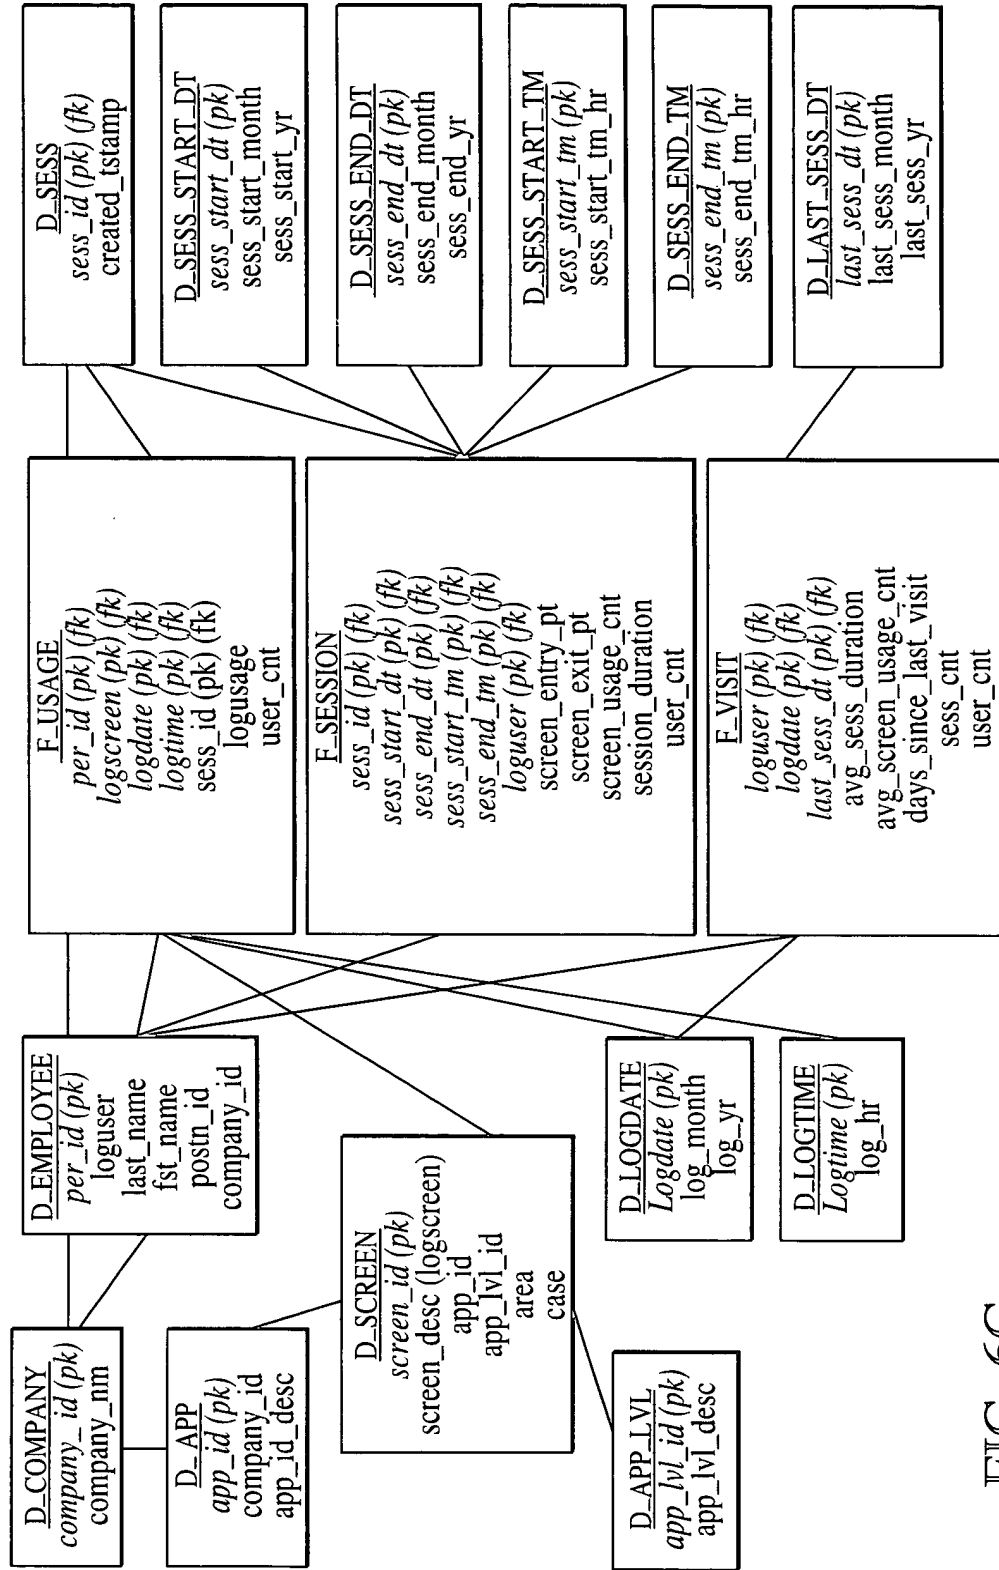 D_COMPANY
company_id (pk)
company_nm
D_APP
app_id (pk)
company_id
app_id_desc
D_APP_LVL
app_lvl_id (pk)
app_lvl_desc
D_EMPLOYEE
per_id (pk)
loguser
last_name
fst_name
postn_id
company_id
D_SCREEN
screen_id (pk)
screen_desc (logscreen)
app_id
app_lvl_id
area
case
D_LOGDATE
Logdate (pk)
log_month
log_yr
D_LOGTIME
Logtime (pk)
log_hr
F_USAGE
per_id (pk) (fk)
logscreen (pk) (fk)
logdate (pk) (fk)
logtime (pk) (fk)
sess_id (pk) (fk)
logusage
user_cnt
F_SESSION
sess_id (pk) (fk)
sess_start_dt (pk) (fk)
sess_end_dt (pk) (fk)
sess_start_tm (pk) (fk)
sess_end_tm (pk) (fk)
loguser (pk) (fk)
screen_entry_pt
screen_exit_pt
screen_usage_cnt
session_duration
user_cnt
F_VISIT
loguser (pk) (fk)
logdate (pk) (fk)
last_sess_dt (pk) (fk)
avg_sess_duration
avg_screen_usage_cnt
days_since_last_visit
sess_cnt
user_cnt
D_SESS
sess_id (pk) (fk)
created_tstamp
D_SESS_START_DT
sess_start_dt (pk)
sess_start_month
sess_start_yr
D_SESS_END_DT
sess_end_dt (pk)
sess_end_month
sess_end_yr
D_SESS_START_TM
sess_start_tm (pk)
sess_start_tm_hr
D_SESS_END_TM
sess_end_tm (pk)
sess_end_tm_hr
D_LAST_SESS_DT
last_sess_dt (pk)
last_sess_month
last_sess_yr
FIG. 6C